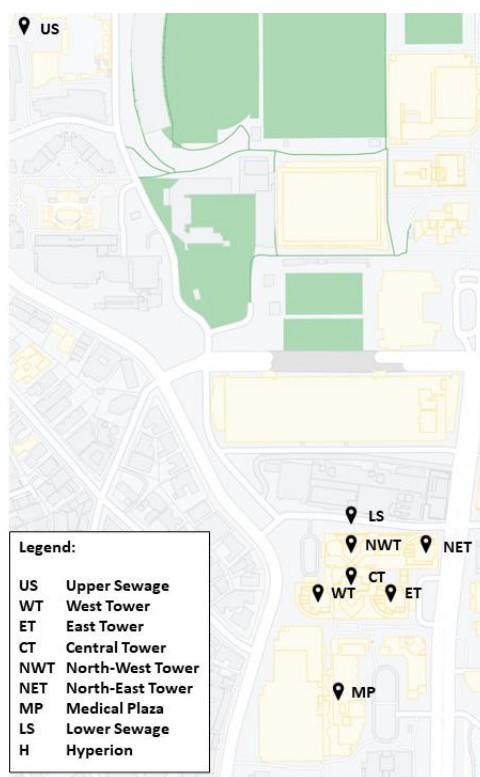 US
LS
NWT
NET
CT
WT
ET
MP
Legend:
US Upper Sewage
WT West Tower
ET East Tower
CT Central Tower
NWT North-West Tower
NET North-East Tower
MP Medical Plaza
LS Lower Sewage
H Hyperion